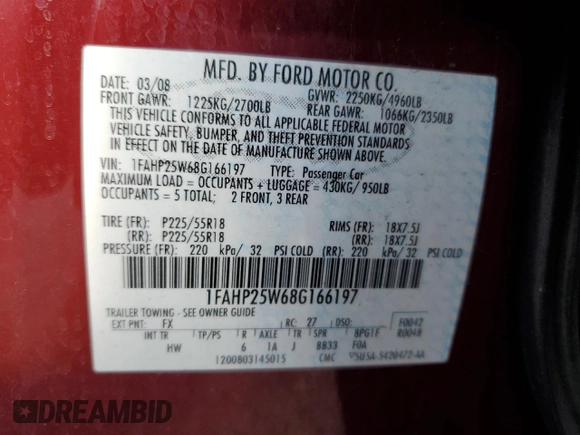 MFD. BY FORD MOTOR CO.
DATE: 03/08 GVWR: 2250KG/4960LB
FRONT GAWR: 1225KG/2700LB REAR GAWR: 1066KG/2350LB
THIS VEHICLE CONFORMS TO ALL APPLICABLE FEDERAL MOTOR
VEHICLE SAFETY, BUMPER, AND THEFT PREVENTION STANDARDS
IN EFFECT ON THE DATE OF MANUFACTURE SHOWN ABOVE.
VIN: 1FAHP25W68G166197 TYPE: Passenger Car
MAXIMUM LOAD = OCCUPANTS + LUGGAGE = 430KG/950LB
OCCUPANTS = 5 TOTAL; 2 FRONT, 3 REAR
TIRE (FR): P225/55R18 RIMS (FR): 18X7.5J
(RR): P225/55R18 (RR): 18X7.5J
PRESSURE (FR): 220 kPa/ 32 PSI COLD (RR): 220 kPa/ 32 PSI COLD
1FAHP25W68G166197
TRAILER TOWING - SEE OWNER GUIDE
EXT PNT: FX RC: 27 DSO: F0042
INT TR TP/PS R AXLE TR SPR BPG1E R0048
HW 6 1A J BB33 F0A
1200803145015 CMC
DREAMBID